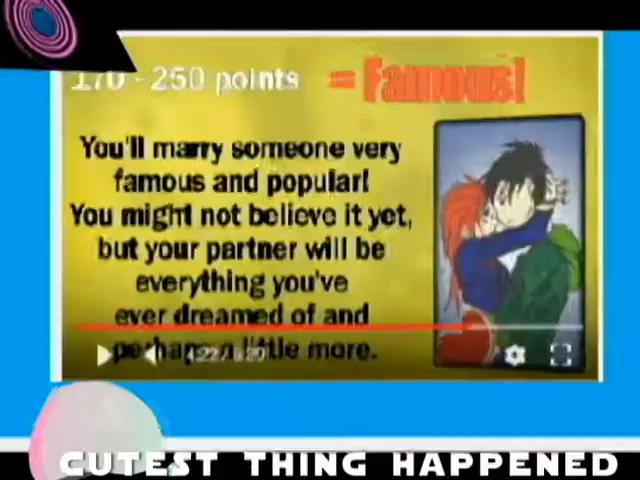 170 - 250 points = Famous!
You'll marry someone very
famous and popular!
You might not believe it yet,
but your partner will be
everything you've
ever dreamed of and
perhaps a little more.
CUTEST THING HAPPENED